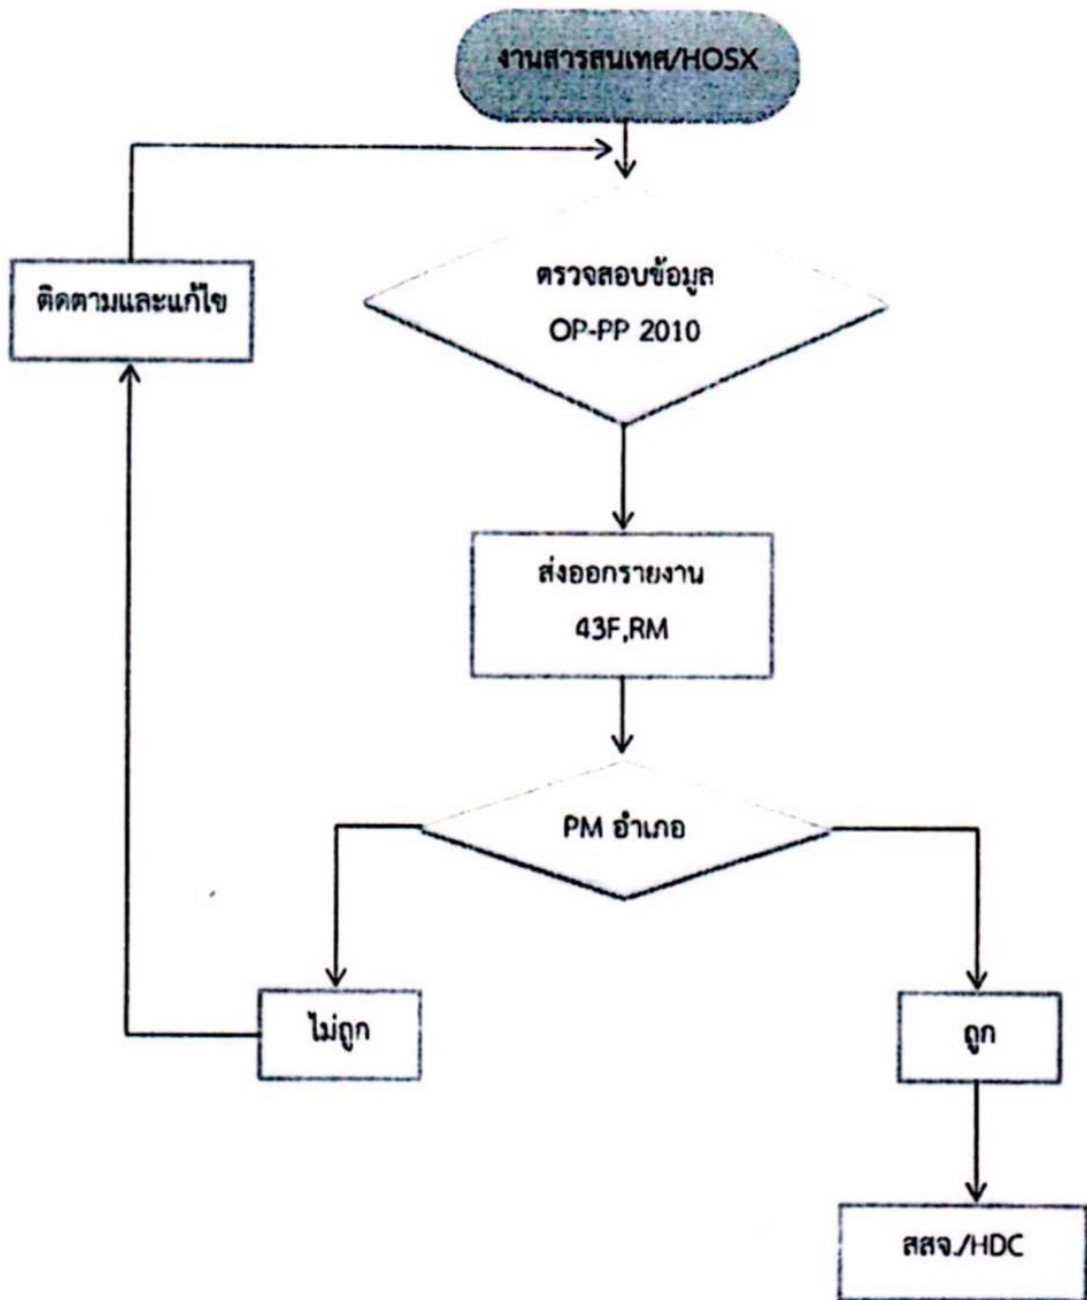 งานสารสนเทศ/HOSX
ติดตามและแก้ไข
ตรวจสอบข้อมูล
OP-PP 2010
ส่งออกรายงาน
43F,RM
PM อำเภอ
ไม่ถูก
ถูก
สสจ./HDC